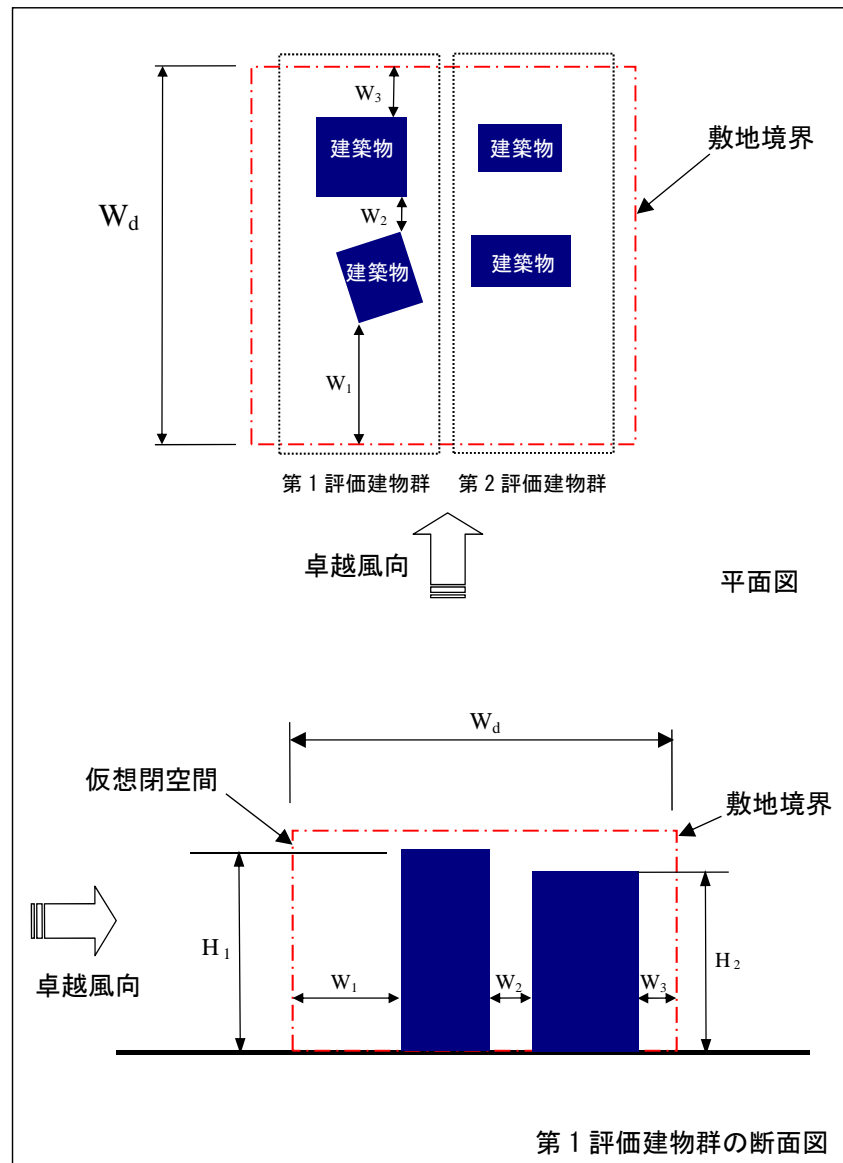 W3
建築物
建築物
敷地境界
Wd
W2
建築物
建築物
W1
第1評価建物群
第2評価建物群
卓越風向
平面図
Wd
仮想閉空間
敷地境界
H1
H2
W1
W2
W3
卓越風向
第1評価建物群の断面図